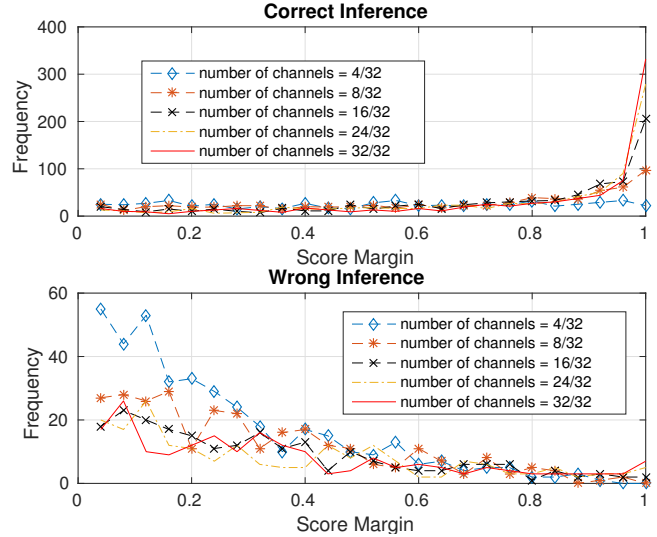 Correct Inference
400
300
200
100
0
Frequency
number of channels = 4/32
number of channels = 8/32
number of channels = 16/32
number of channels = 24/32
number of channels = 32/32
0 0.2 0.4 0.6 0.8 1
Score Margin
Wrong Inference
60
40
20
0
Frequency
number of channels = 4/32
number of channels = 8/32
number of channels = 16/32
number of channels = 24/32
number of channels = 32/32
0 0.2 0.4 0.6 0.8 1
Score Margin